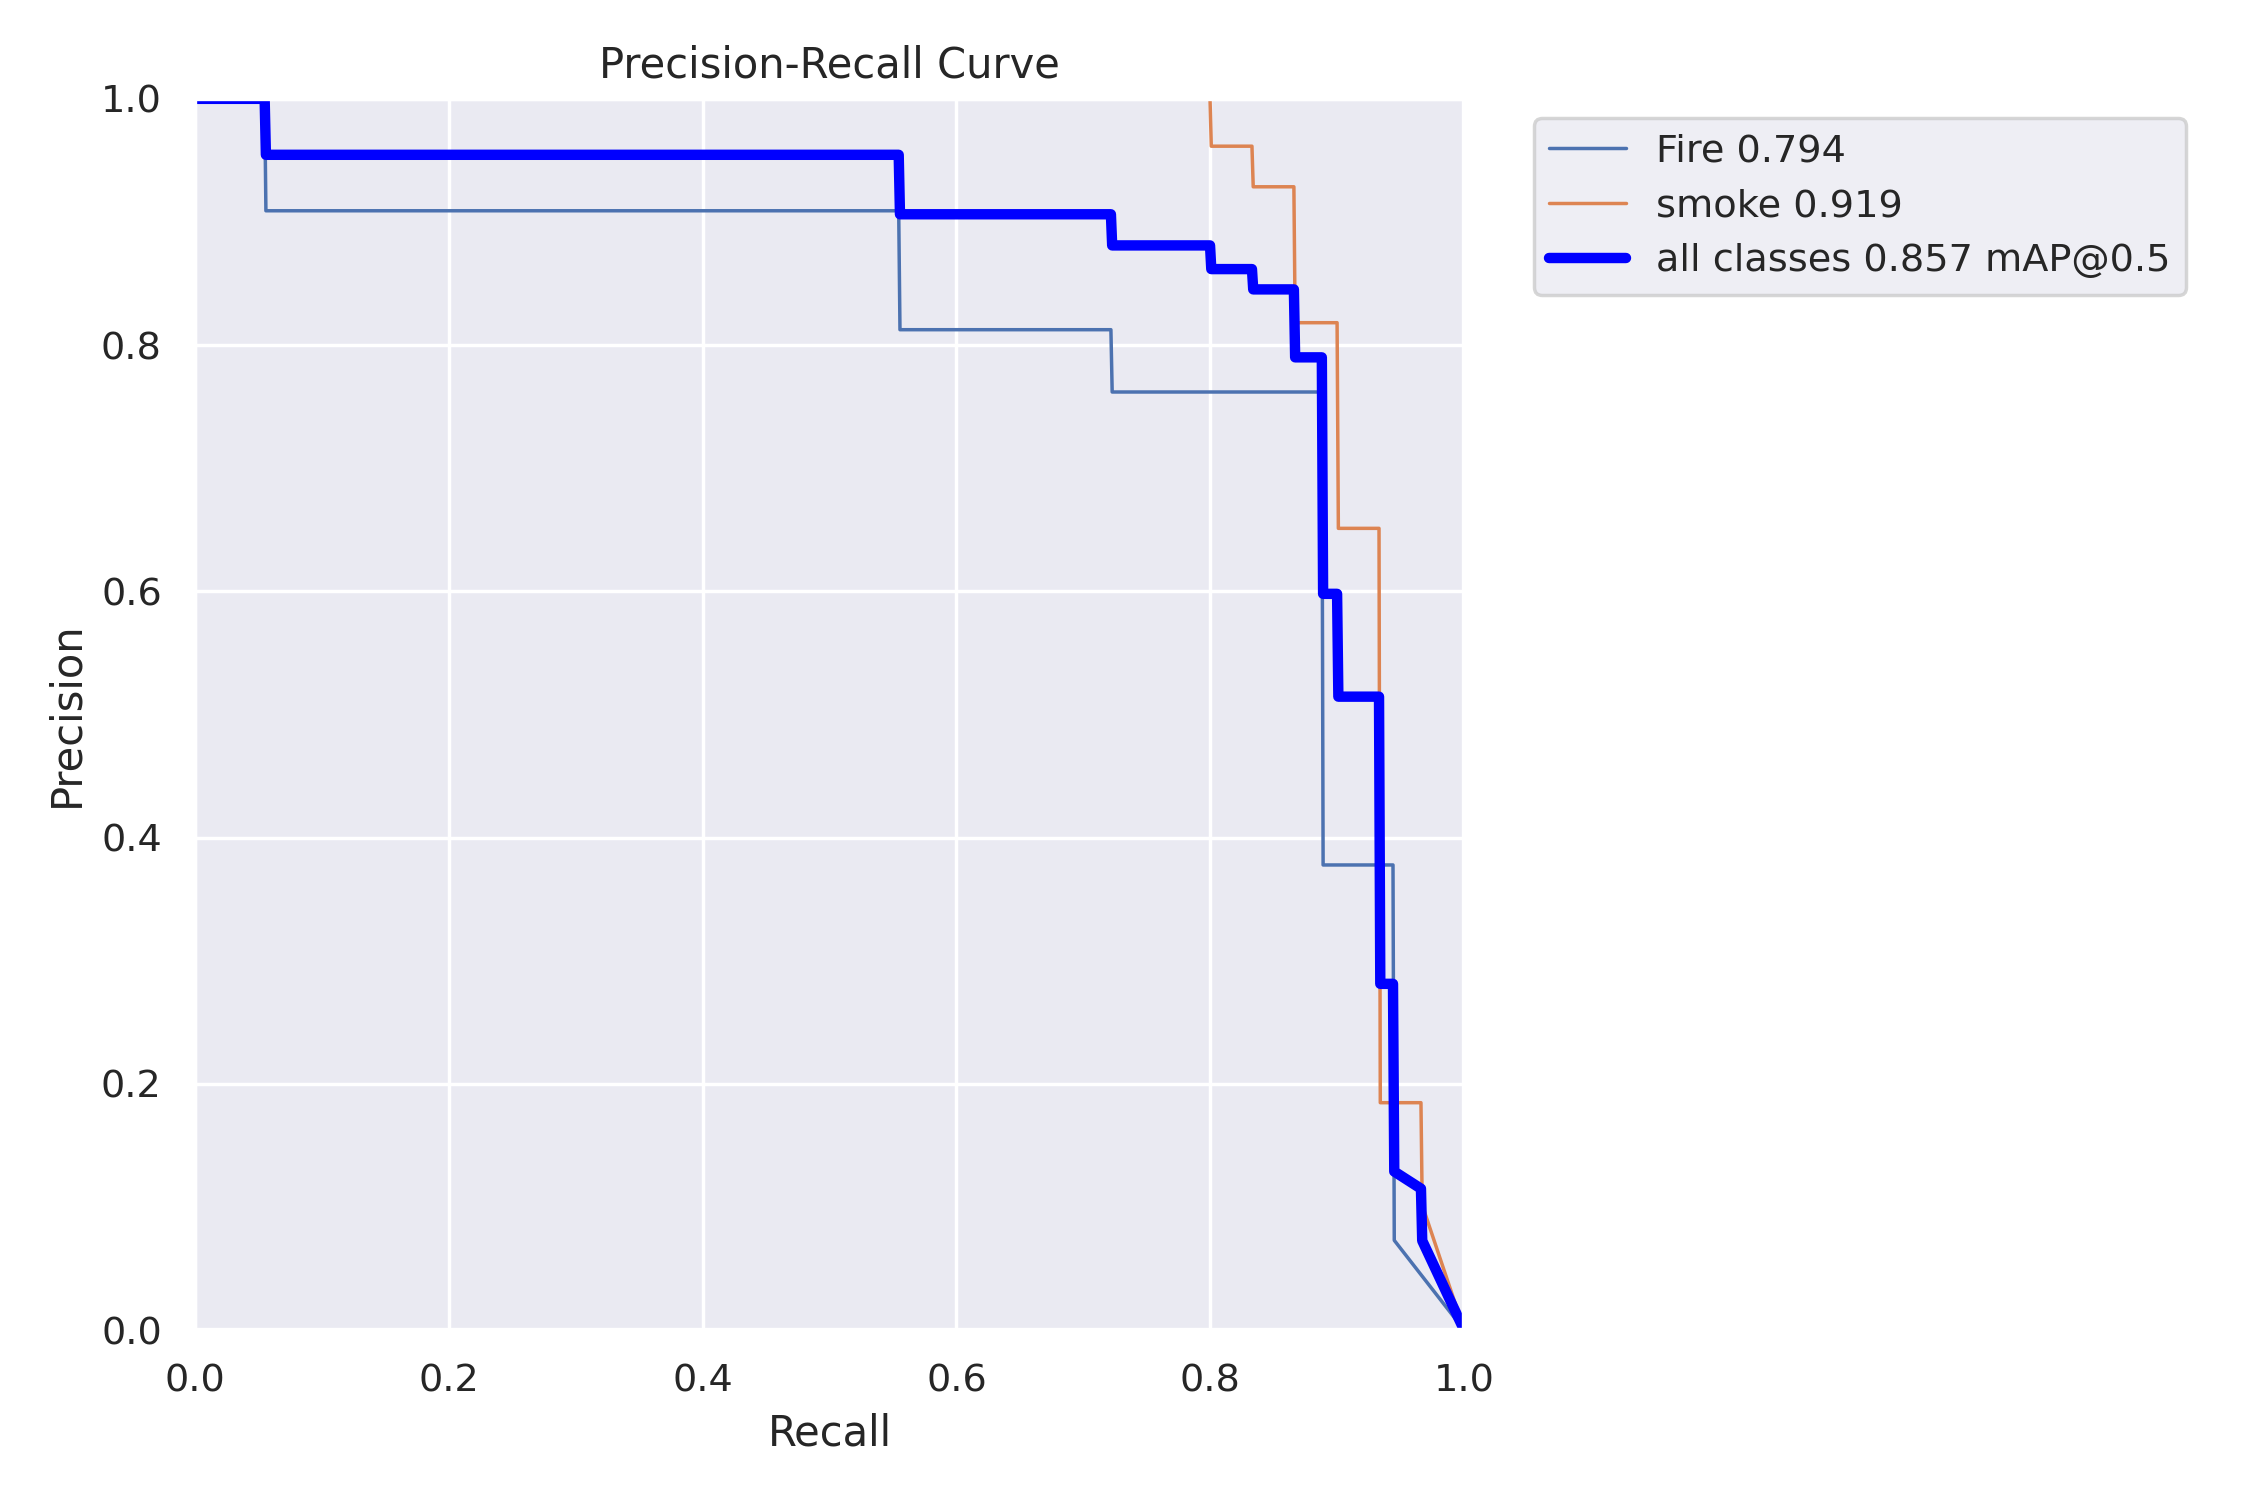 Precision-Recall Curve
1.0
0.8
0.6
0.4
0.2
0.0
Precision
0.0 0.2 0.4 0.6 0.8 1.0
Recall
Fire 0.794
smoke 0.919
all classes 0.857 mAP@0.5